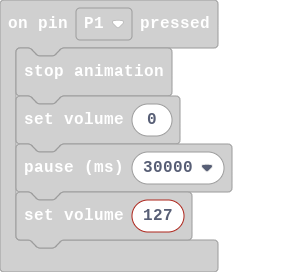 on pin P1 pressed
stop animation
set volume 0
pause (ms) 30000
set volume 127